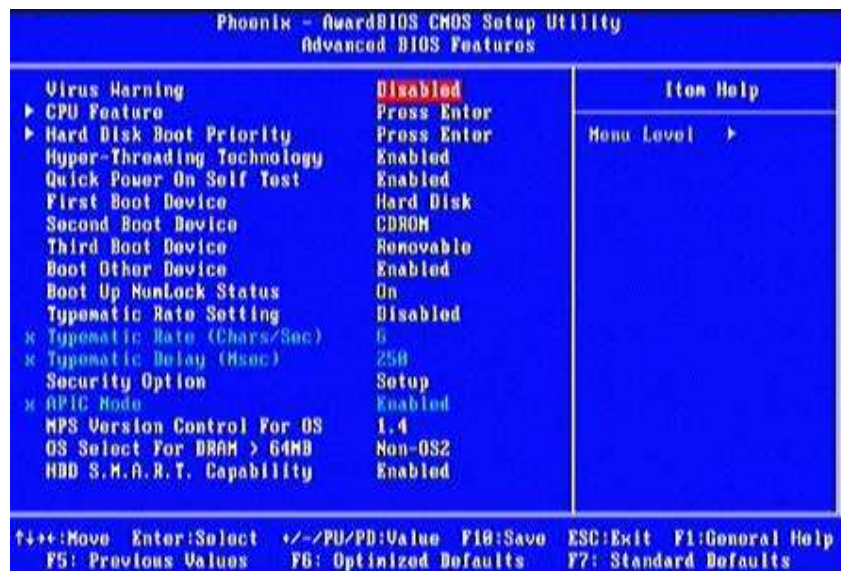 Phoenix - AwardBIOS CMOS Setup Utility
Advanced BIOS Features
Virus Warning Disabled
CPU Feature Press Enter
Hard Disk Boot Priority Press Enter
Hyper-Threading Technology Enabled
Quick Power On Self Test Enabled
First Boot Device Hard Disk
Second Boot Device CDROM
Third Boot Device Removable
Boot Other Device Enabled
Boot Up NumLock Status On
Typematic Rate Setting Disabled
x Typematic Rate (Chars/Sec) 6
x Typematic Delay (Msec) 250
Security Option Setup
x APIC Mode Enabled
MPS Version Control For OS 1.4
OS Select For DRAM > 64MB Non-OS2
HDD S.M.A.R.T. Capability Enabled
Item Help
Menu Level
↑↓→←:Move Enter:Select +/-/PU/PD:Value F10:Save ESC:Exit F1:General Help
F5: Previous Values F6: Optimized Defaults F7: Standard Defaults